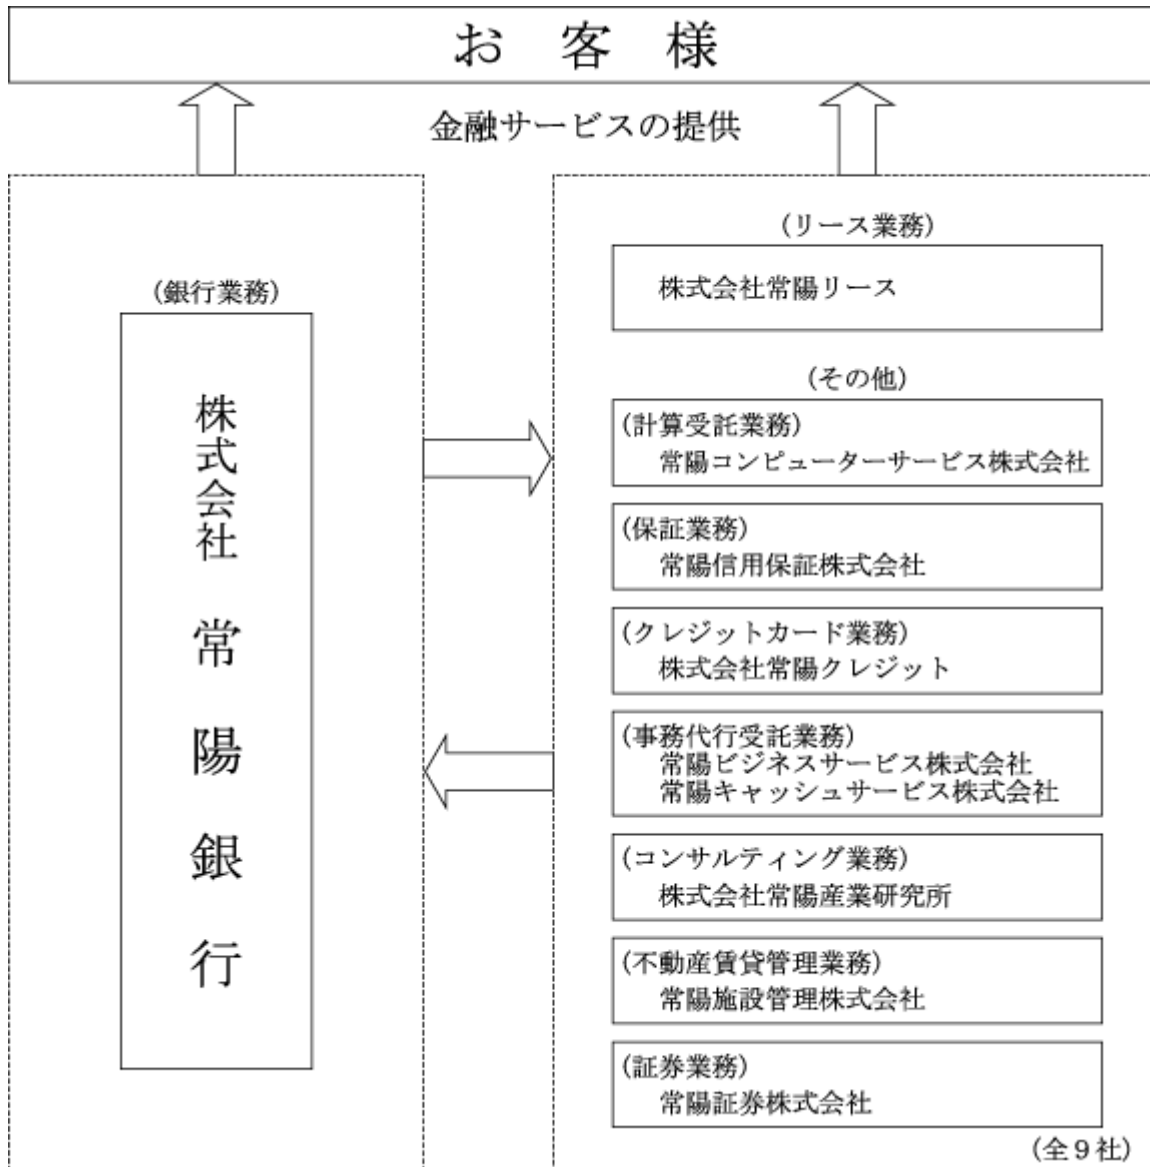 お 客 様
金融サービスの提供
(銀行業務)
株式会社 常陽銀行
(リース業務)
株式会社常陽リース
(その他)
(計算受託業務)
常陽コンピューターサービス株式会社
(保証業務)
常陽信用保証株式会社
(クレジットカード業務)
株式会社常陽クレジット
(事務代行受託業務)
常陽ビジネスサービス株式会社
常陽キャッシュサービス株式会社
(コンサルティング業務)
株式会社常陽産業研究所
(不動産賃貸管理業務)
常陽施設管理株式会社
(証券業務)
常陽証券株式会社
(全9社)